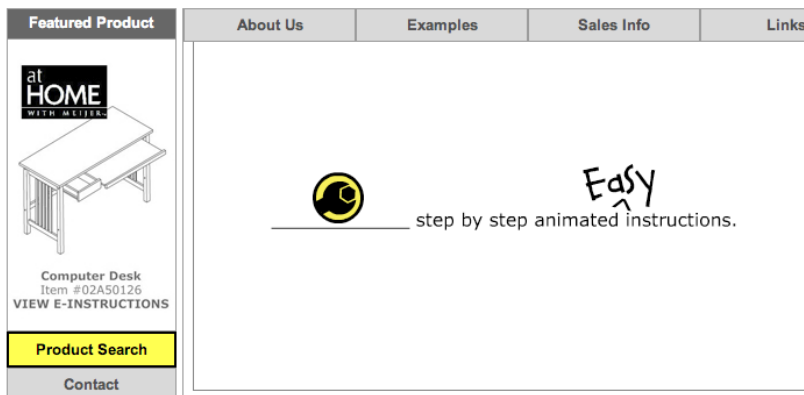 Featured Product
About Us
Examples
Sales Info
Links
at
HOME
WITH MEIJER
Easy
step by step animated instructions.
Computer Desk
Item #02A50126
VIEW E-INSTRUCTIONS
Product Search
Contact